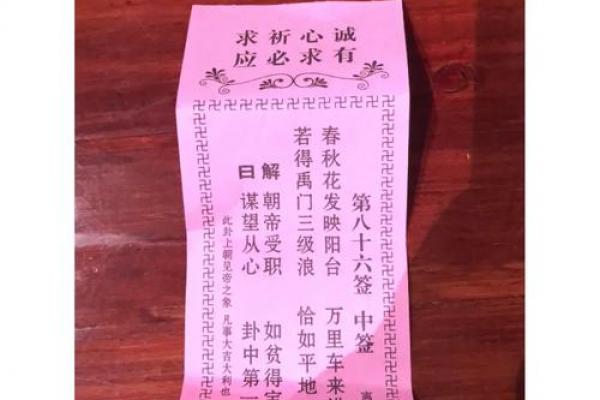 诚心祈求
有求必应
第八十六签 中签
春秋花发映阳台 万里车来
若得禹门三级浪 恰如平地
解 朝帝受职 如贫得
曰 谋望从心 卦中第一
此卦上朝见帝之象 凡事大吉大利也